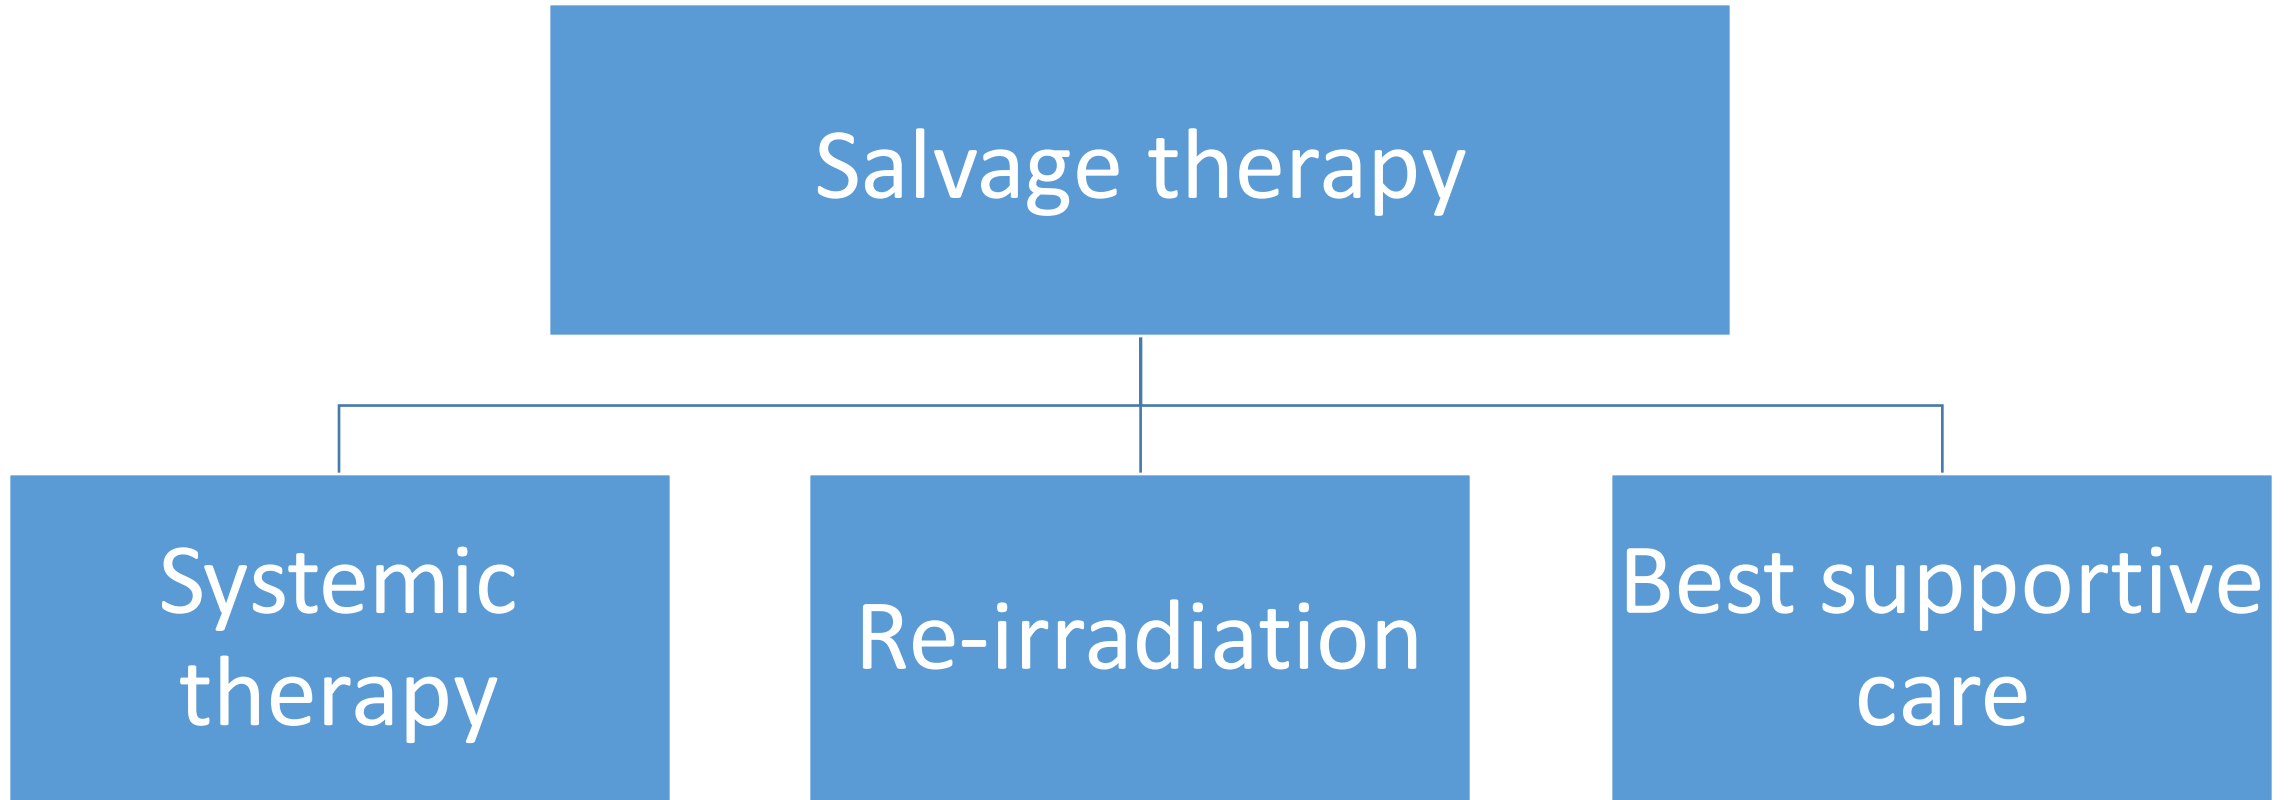 Salvage therapy
Systemic
therapy
Re-irradiation
Best supportive
care